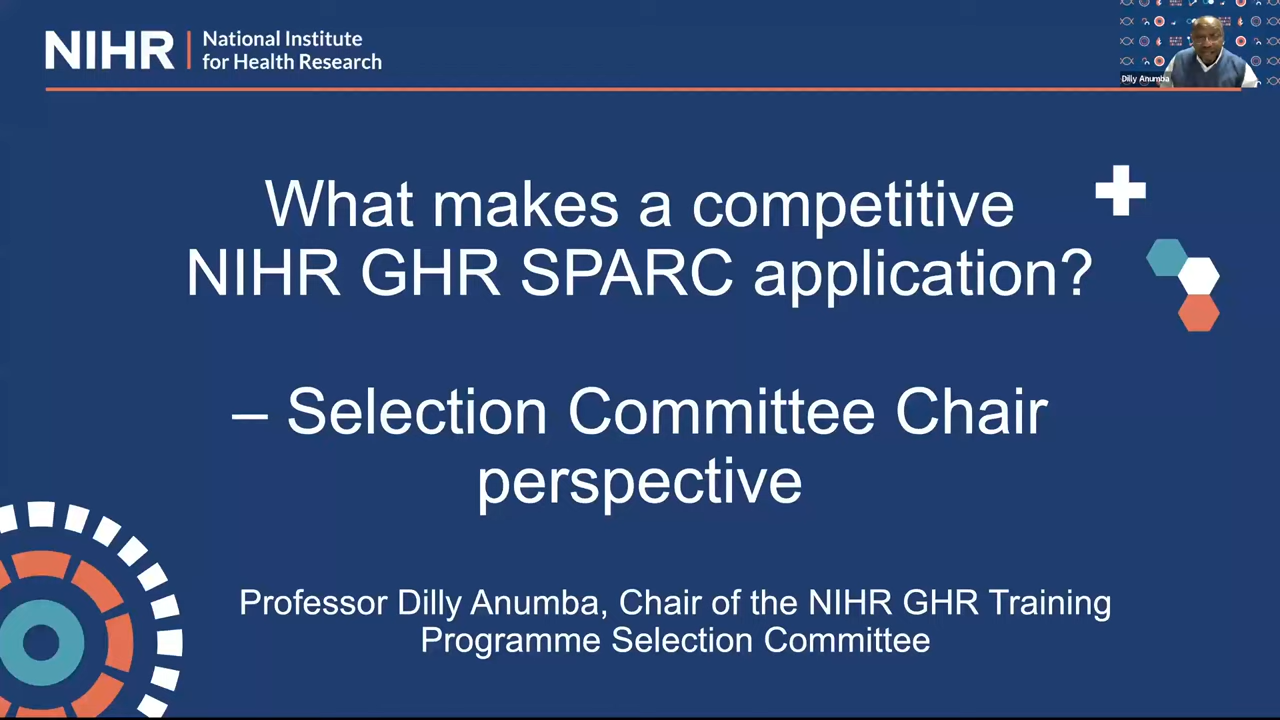 NIHR | National Institute
for Health Research
Dilly Anumba
What makes a competitive
NIHR GHR SPARC application?
– Selection Committee Chair
perspective
Professor Dilly Anumba, Chair of the NIHR GHR Training
Programme Selection Committee